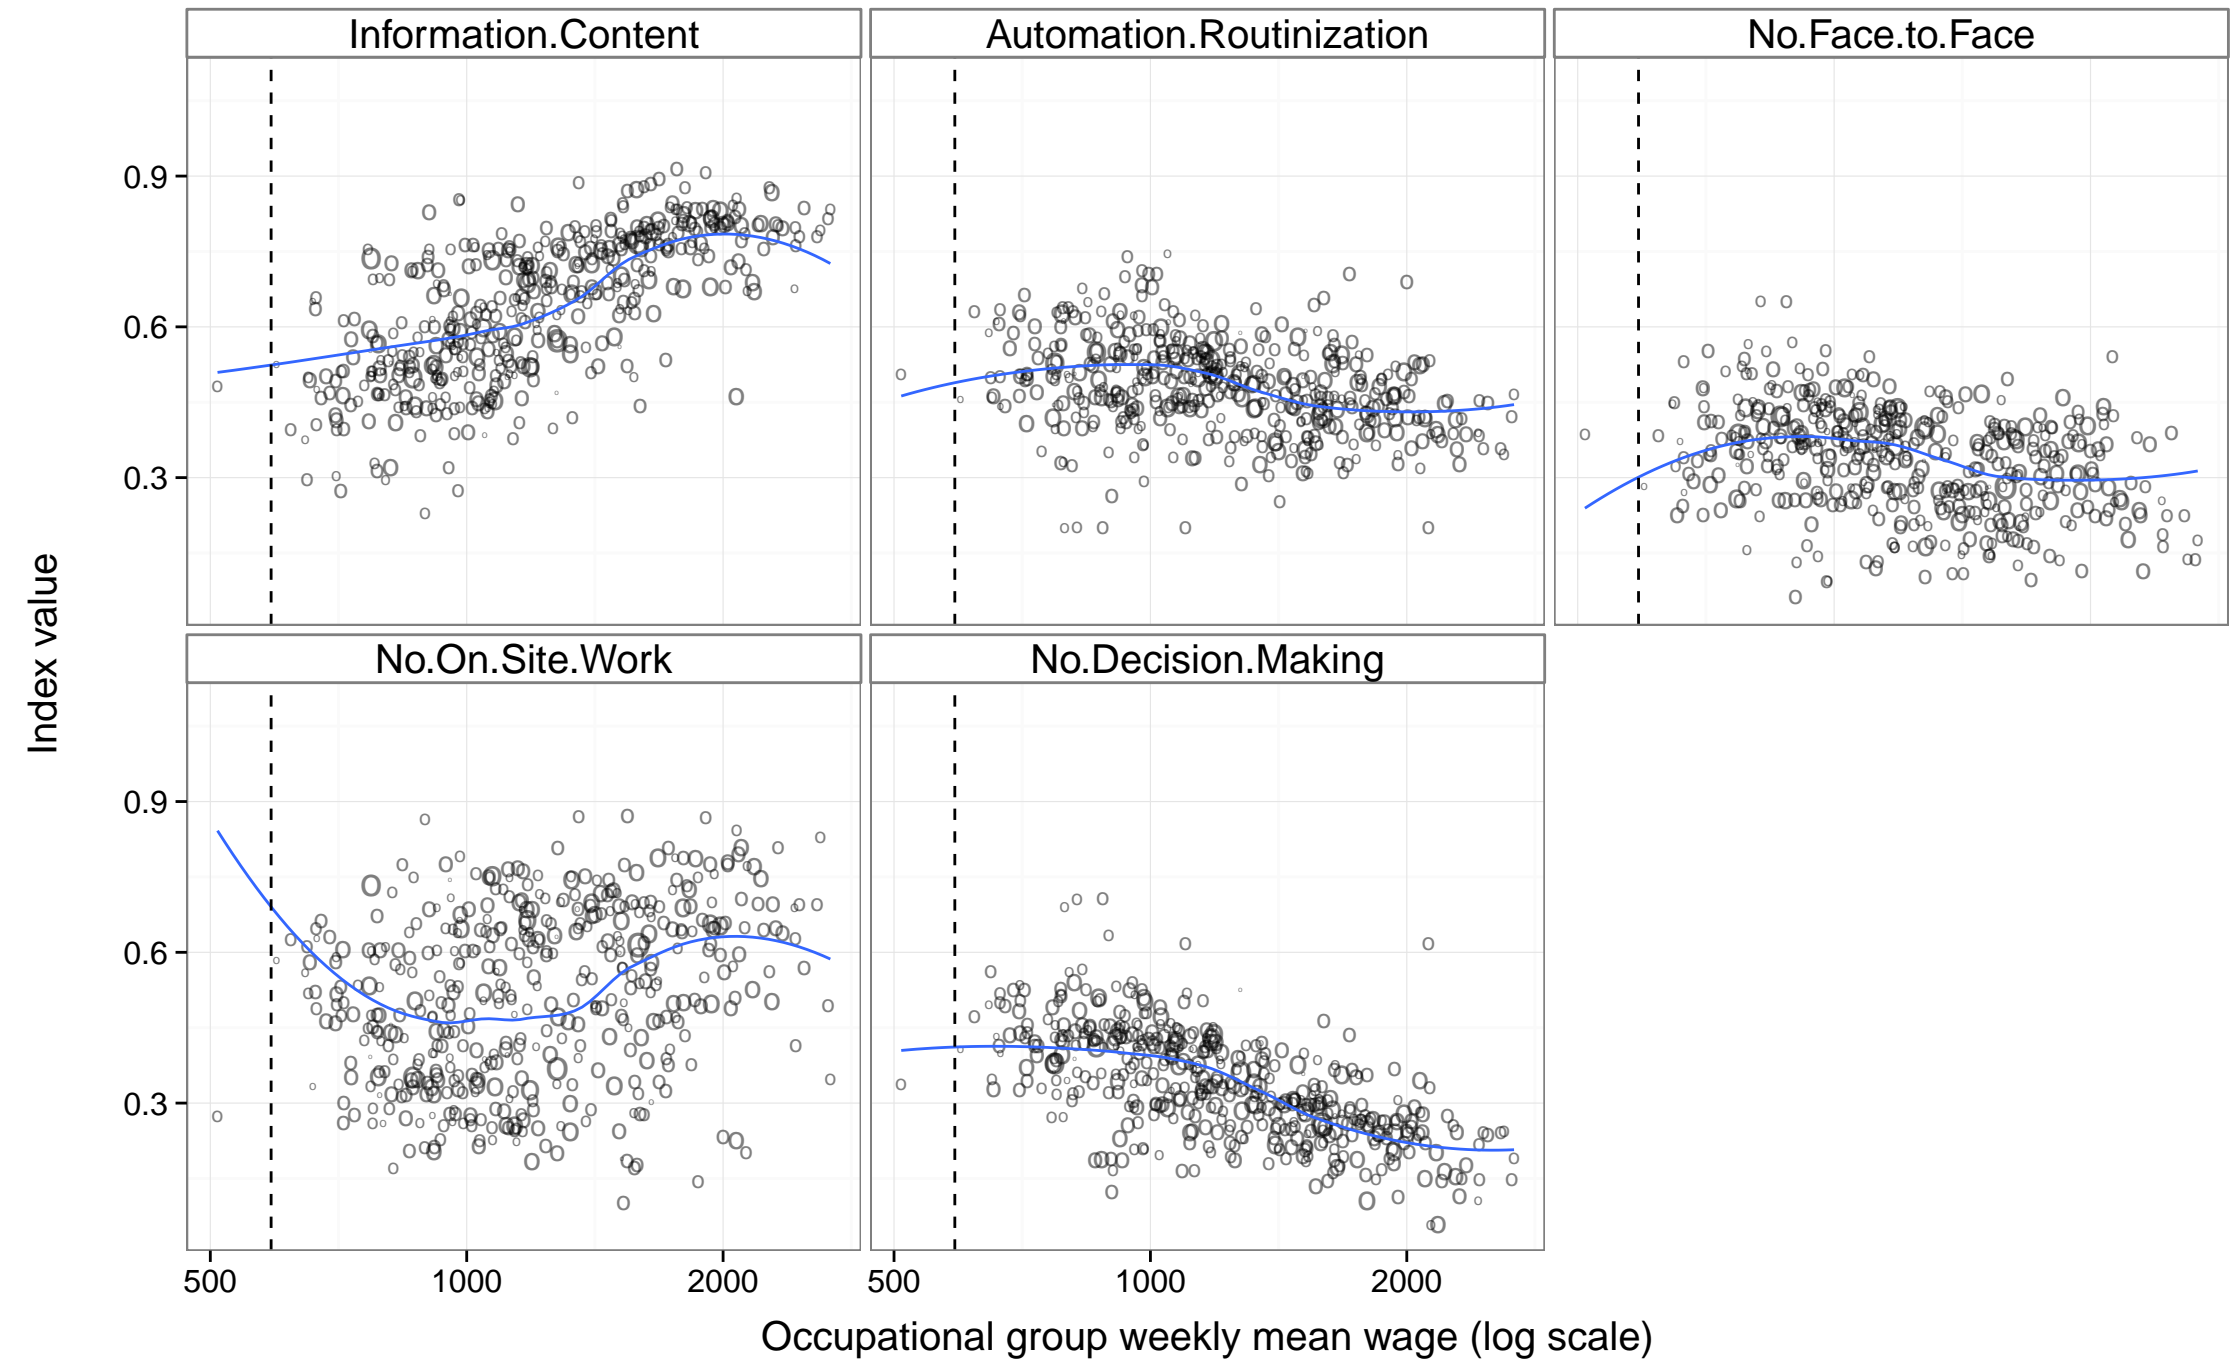 Information.Content
Automation.Routinization
No.Face.to.Face
0.9
0.6
0.3
No.On.Site.Work
No.Decision.Making
0.9
0.6
0.3
500
1000
2000
500
1000
2000
Index value
Occupational group weekly mean wage (log scale)